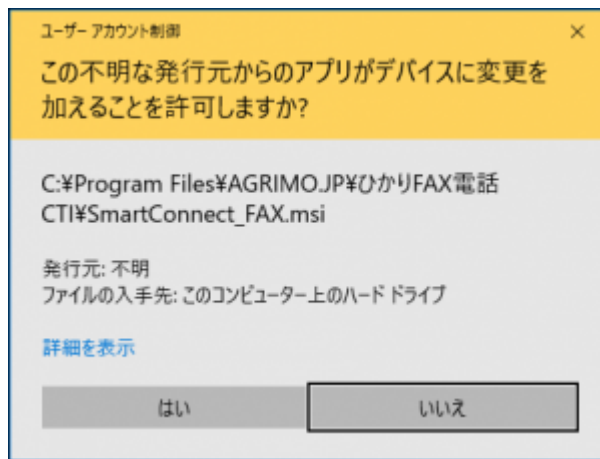 ユーザー アカウント制御
この不明な発行元からのアプリがデバイスに変更を
加えることを許可しますか?
C:¥Program Files¥AGRIMO.JP¥ひかりFAX電話
CTI¥SmartConnect_FAX.msi
発行元: 不明
ファイルの入手先: このコンピューター上のハード ドライブ
詳細を表示
はい
いいえ